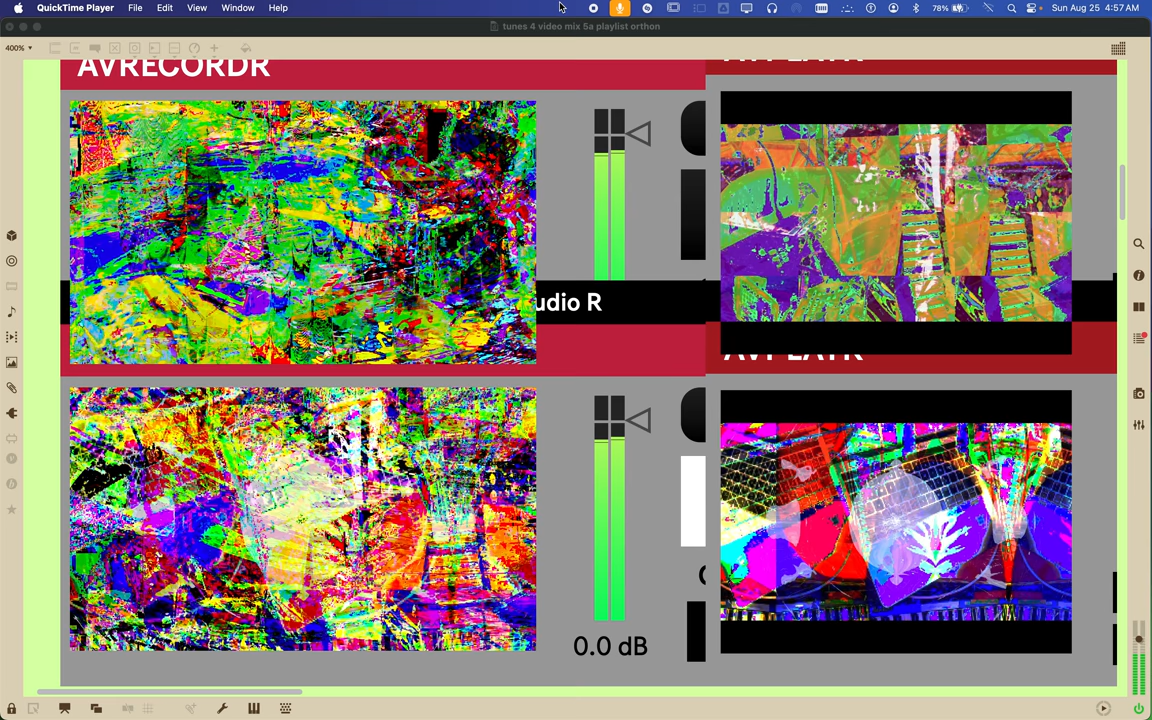 QuickTime Player File Edit View Window Help 78% Sun Aug 25 4:57 AM
tunes 4 video mix 5a playlist orthon
400%
AVRECORDR
udio R
0.0 dB